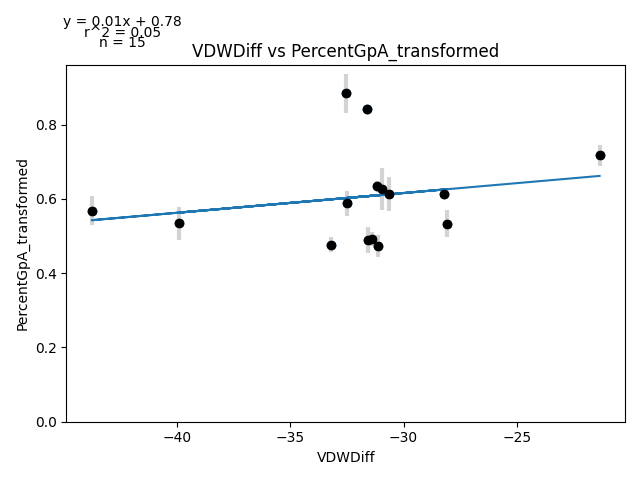 y = 0.01x + 0.78
r^2 = 0.05
n = 15
VDWDiff vs PercentGpA_transformed
PercentGpA_transformed
0.8
0.6
0.4
0.2
0.0
−40
−35
−30
−25
VDWDiff